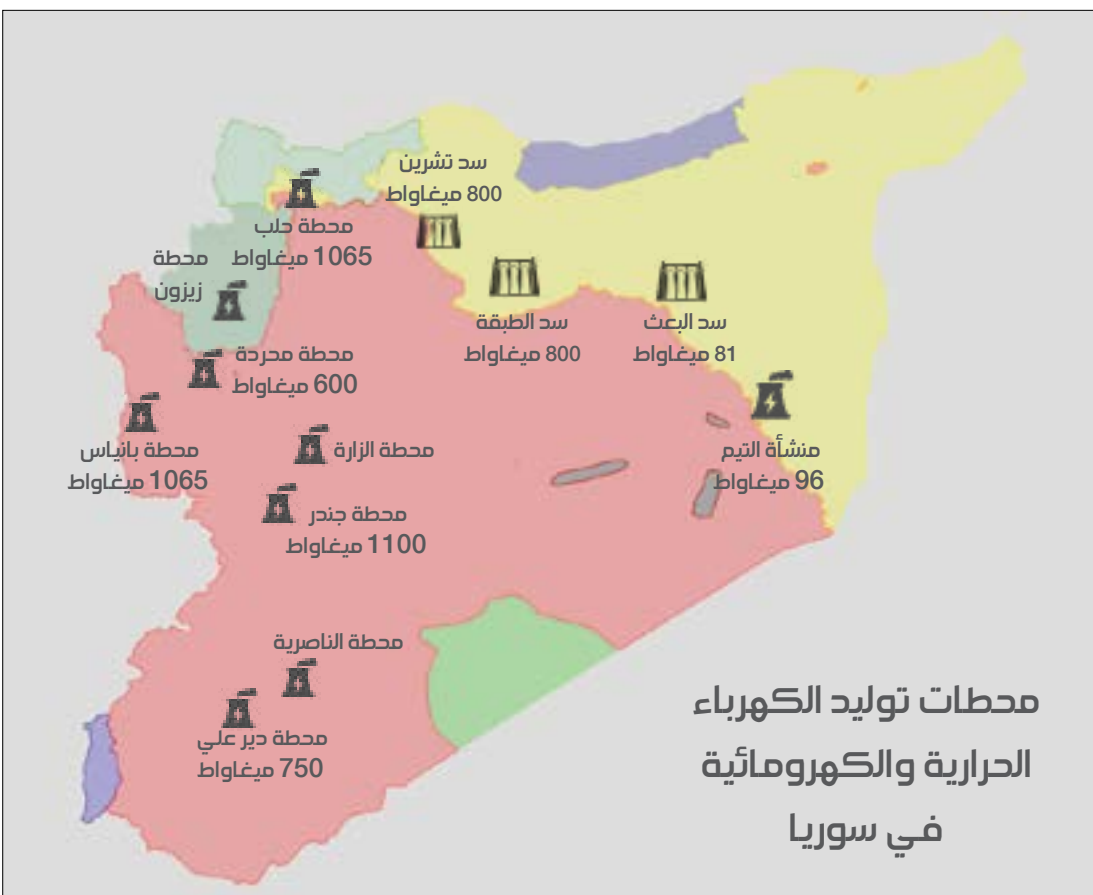 سد تشرين
800 ميغاواط
محطة حلب
1065 ميغاواط
محطة
زيزون
سد الطبقة
800 ميغاواط
سد البعث
81 ميغاواط
محطة محردة
600 ميغاواط
محطة بانياس
1065 ميغاواط
محطة الزارة
منشأة التيم
96 ميغاواط
محطة جندر
1100 ميغاواط
محطة الناصرية
محطة دير علي
750 ميغاواط
محطات توليد الكهرباء
الحرارية والكهرومائية
في سوريا